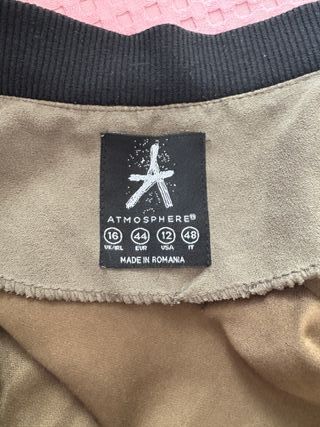 ATMOSPHERE®
16 44 12 48
UK/IRL EUR USA IT
MADE IN ROMANIA